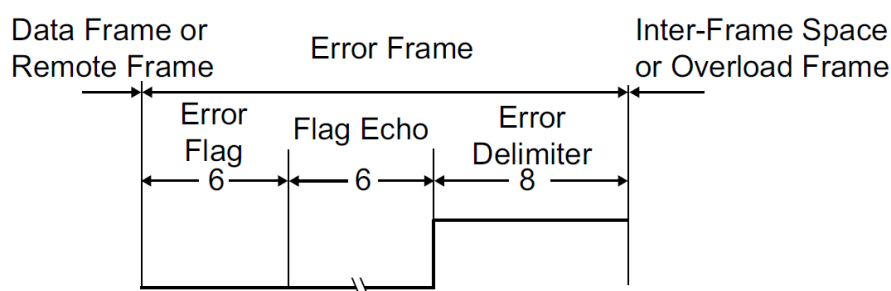 Data Frame or
Remote Frame
Error Frame
Inter-Frame Space
or Overload Frame
Error
Flag
Flag Echo
Error
Delimiter
6
6
8